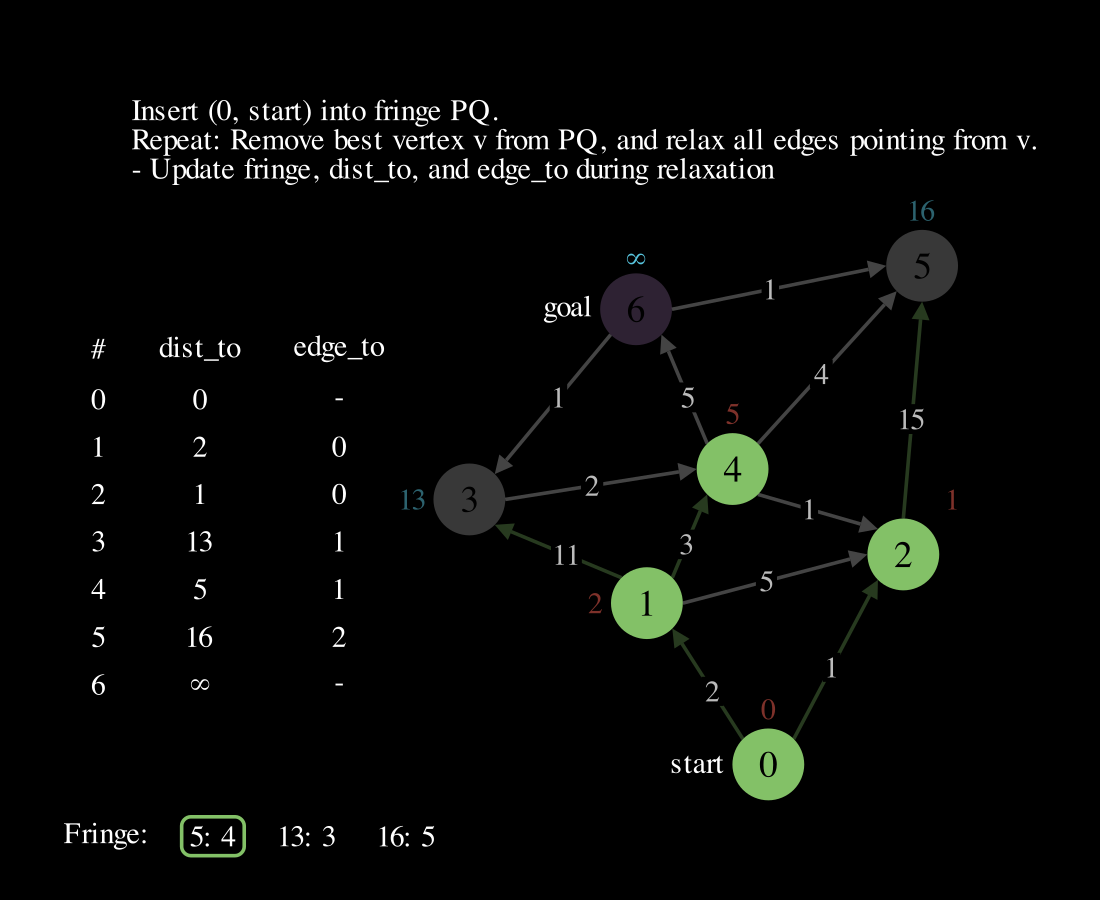 Insert (0, start) into fringe PQ.
Repeat: Remove best vertex v from PQ, and relax all edges pointing from v.
- Update fringe, dist_to, and edge_to during relaxation
16
5
∞
goal
6
1
4
1
5
5
15
4
2
13
3
1
1
2
11
3
5
2
1
2
1
0
start
0
# dist_to edge_to
0 0 -
1 2 0
2 1 0
3 13 1
4 5 1
5 16 2
6 ∞ -
Fringe: 5: 4 13: 3 16: 5